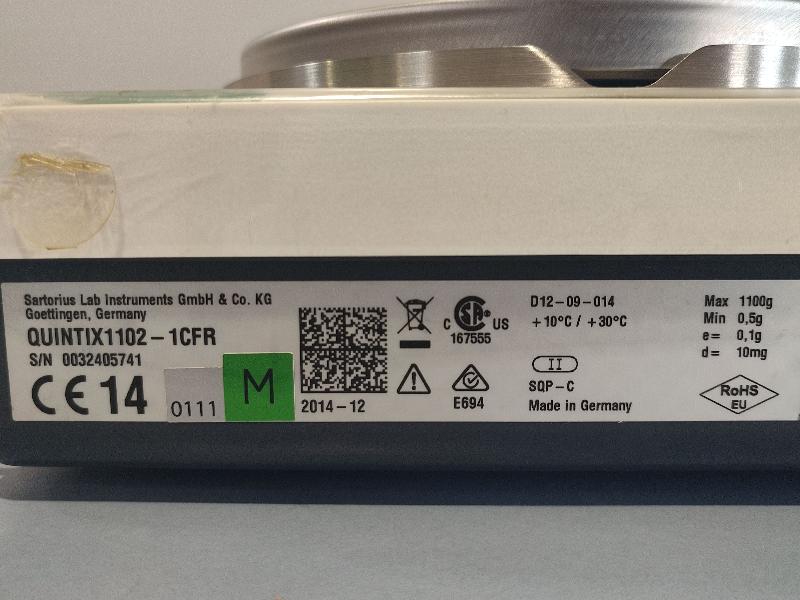 Sartorius Lab Instruments GmbH & Co. KG
Goettingen, Germany
QUINTIX1102-1CFR
S/N 0032405741
CE 14
0111
M
2014-12
C SA US
167555
E694
D12-09-014
+10°C / +30°C
II
SQP-C
Made in Germany
Max 1100g
Min 0,5g
e= 0,1g
d= 10mg
RoHS
EU